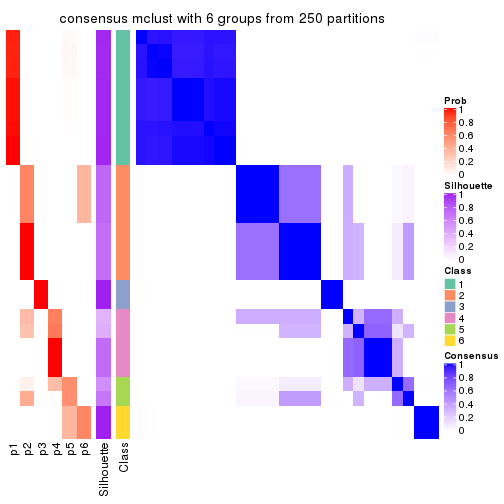 consensus mclust with 6 groups from 250 partitions
Prob
1
0.8
0.6
0.4
0.2
0
Silhouette
1
0.8
0.6
0.4
0.2
0
Class
1
2
3
4
5
6
Consensus
1
0.8
0.6
0.4
0.2
0
p1
p2
p3
p4
p5
p6
Silhouette
Class